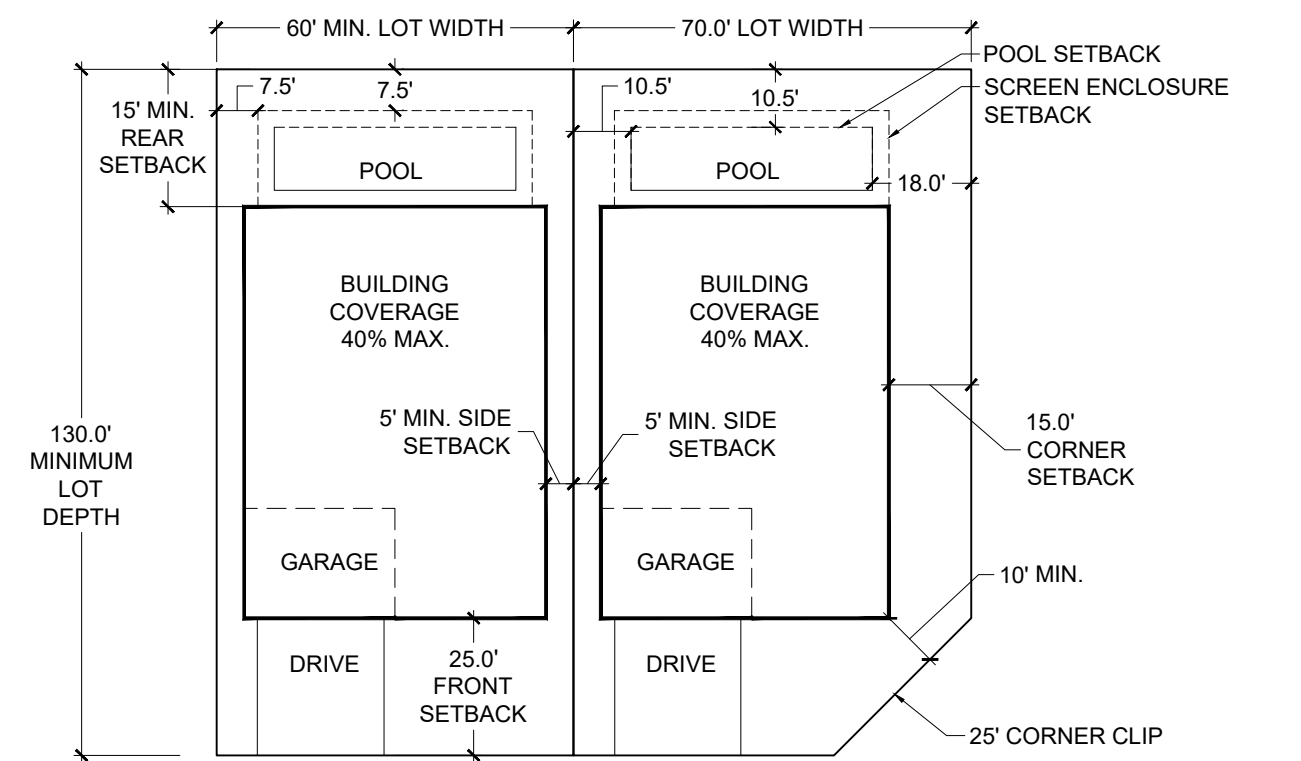 60' MIN. LOT WIDTH
70.0' LOT WIDTH
POOL SETBACK
SCREEN ENCLOSURE
SETBACK
15' MIN.
REAR
SETBACK
7.5'
7.5'
10.5'
10.5'
POOL
POOL
18.0'
BUILDING
COVERAGE
40% MAX.
BUILDING
COVERAGE
40% MAX.
5' MIN. SIDE
SETBACK
5' MIN. SIDE
SETBACK
15.0'
CORNER
SETBACK
130.0'
MINIMUM
LOT
DEPTH
GARAGE
GARAGE
10' MIN.
DRIVE
25.0'
FRONT
SETBACK
DRIVE
25' CORNER CLIP